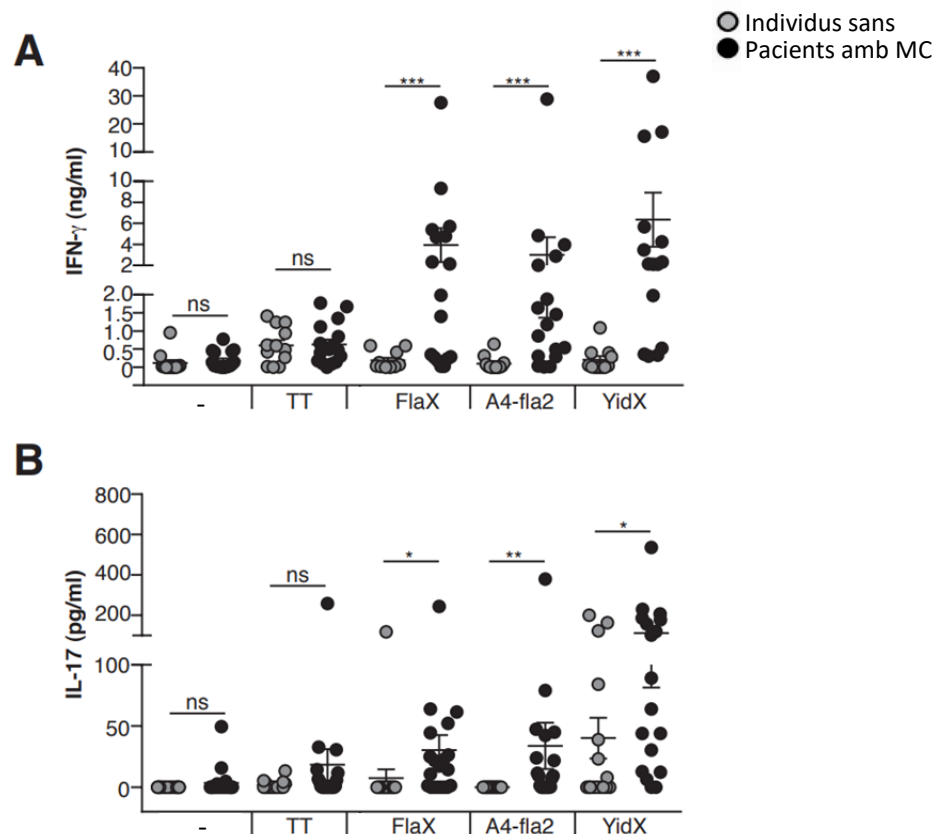 Individus sans
Pacients amb MC
A
40
30
20
10
10
8
6
4
2
2.0
1.5
1.0
0.5
0
IFN-γ (ng/ml)
ns
ns
***
***
***
- TT FlaX A4-fla2 YidX
B
800
600
400
200
100
50
0
IL-17 (pg/ml)
ns
ns
*
**
*
- TT FlaX A4-fla2 YidX